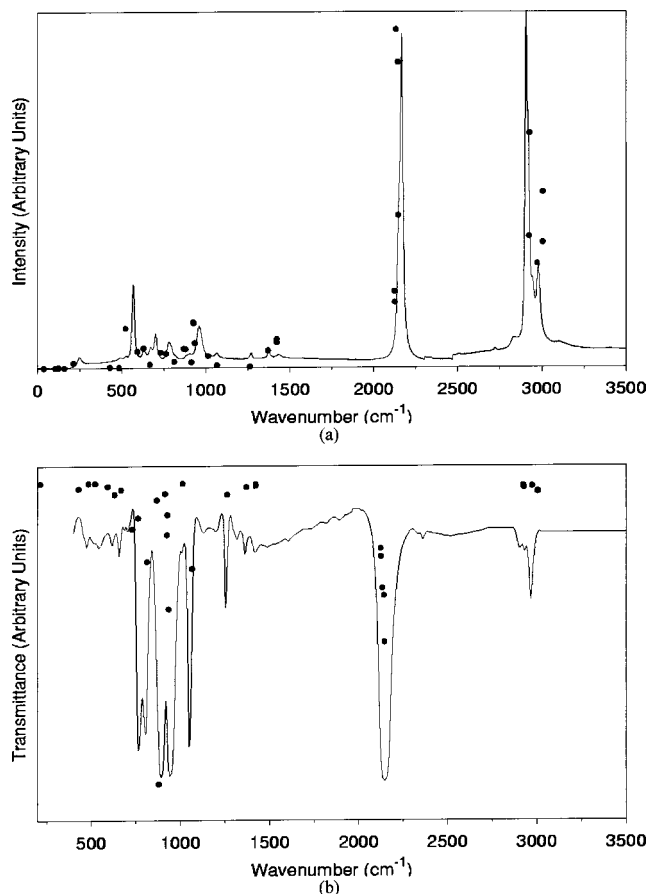 Intensity (Arbitrary Units)
0 500 1000 1500 2000 2500 3000 3500
Wavenumber (cm-1)
(a)
Transmittance (Arbitrary Units)
500 1000 1500 2000 2500 3000 3500
Wavenumber (cm-1)
(b)